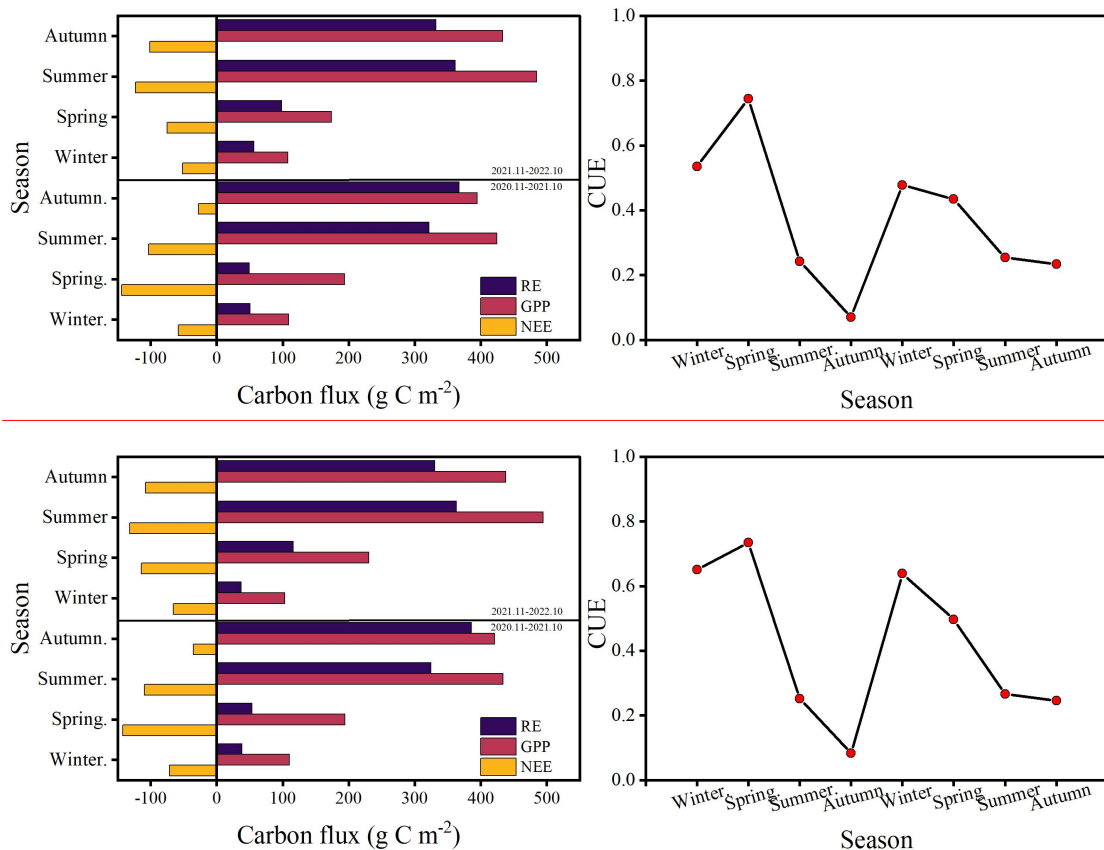 Autumn
Summer
Spring
Winter
2021.11-2022.10
2020.11-2021.10
Autumn.
Summer.
Spring.
Winter.
Season
RE
GPP
NEE
-100 0 100 200 300 400 500
Carbon flux (g C m⁻²)
1.0
0.8
0.6
0.4
0.2
0.0
CUE
Winter. Spring. Summer. Autumn. Winter Spring Summer Autumn
Season
Autumn
Summer
Spring
Winter
2021.11-2022.10
2020.11-2021.10
Autumn.
Summer.
Spring.
Winter.
Season
RE
GPP
NEE
-100 0 100 200 300 400 500
Carbon flux (g C m⁻²)
1.0
0.8
0.6
0.4
0.2
0.0
CUE
Winter. Spring. Summer. Autumn. Winter Spring Summer Autumn
Season